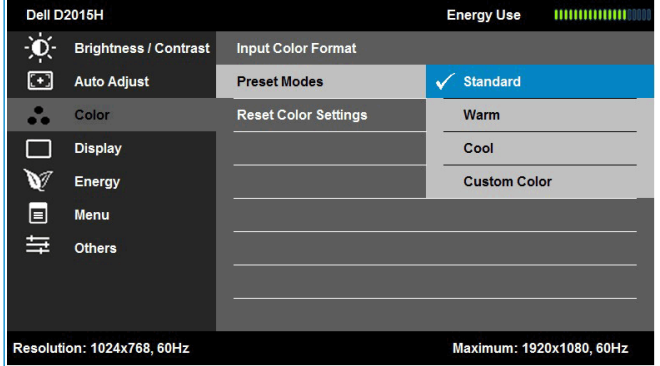 Dell D2015H Energy Use
Brightness / Contrast Input Color Format
Auto Adjust Preset Modes Standard
Color Reset Color Settings Warm
Display Cool
Energy Custom Color
Menu
Others
Resolution: 1024x768, 60Hz Maximum: 1920x1080, 60Hz